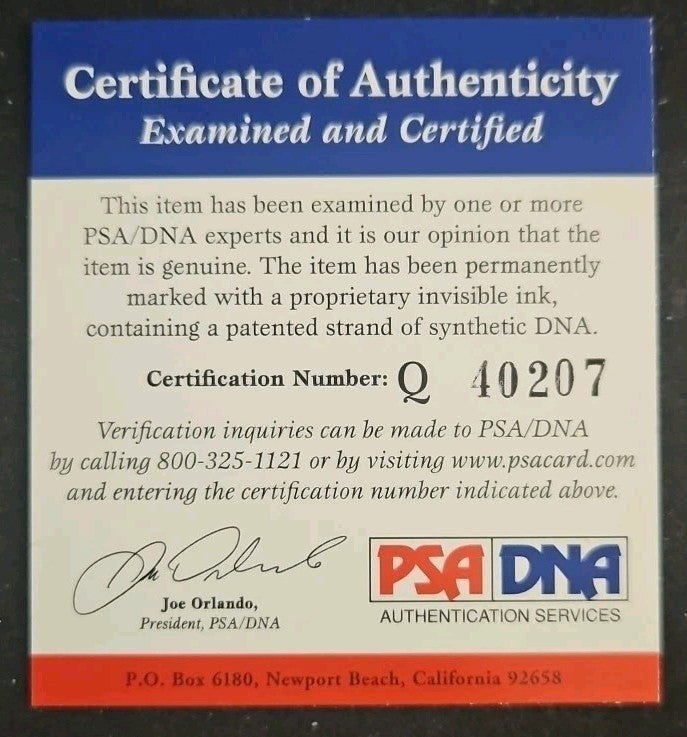 Certificate of Authenticity
Examined and Certified
This item has been examined by one or more
PSA/DNA experts and it is our opinion that the
item is genuine. The item has been permanently
marked with a proprietary invisible ink,
containing a patented strand of synthetic DNA.
Certification Number: Q 40207
Verification inquiries can be made to PSA/DNA
by calling 800-325-1121 or by visiting www.psacard.com
and entering the certification number indicated above.
Joe Orlando,
President, PSA/DNA
PSA DNA
AUTHENTICATION SERVICES
P.O. Box 6180, Newport Beach, California 92658